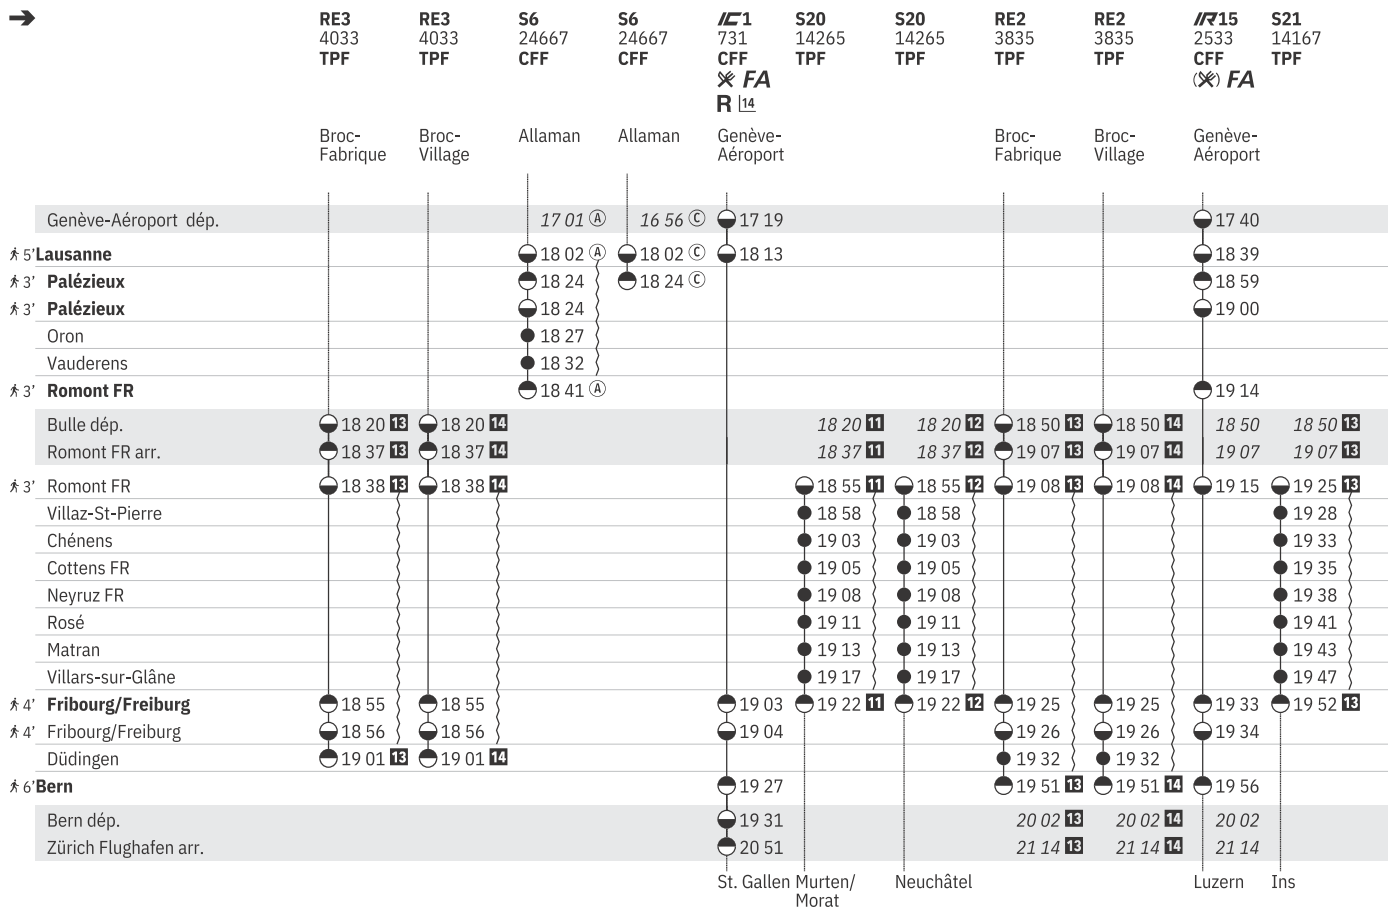 ➔ RE3 RE3 S6 S6 IC1 S20 S20 RE2 RE2 IR15 S21
4033 4033 24667 24667 731 14265 14265 3835 3835 2533 14167
TPF TPF CFF CFF CFF TPF TPF TPF TPF CFF TPF
FA () FA
R 14
Broc- Broc- Allaman Allaman Genève- Broc- Broc- Genève-
Fabrique Village Aéroport Fabrique Village Aéroport
Genève-Aéroport dép. 17 01 Ⓐ 16 56 Ⓒ 17 19 17 40
5' Lausanne 18 02 Ⓐ 18 02 Ⓒ 18 13 18 39
3' Palézieux 18 24 18 24 Ⓒ 18 59
3' Palézieux 18 24 19 00
Oron 18 27
Vauderens 18 32
3' Romont FR 18 41 Ⓐ 19 14
Bulle dép. 18 20 13 18 20 14 18 20 11 18 20 12 18 50 13 18 50 14 18 50 18 50 13
Romont FR arr. 18 37 13 18 37 14 18 37 11 18 37 12 19 07 13 19 07 14 19 07 19 07 13
3' Romont FR 18 38 13 18 38 14 18 55 11 18 55 12 19 08 13 19 08 14 19 15 19 25 13
Villaz-St-Pierre 18 58 18 58 19 28
Chénens 19 03 19 03 19 33
Cottens FR 19 05 19 05 19 35
Neyruz FR 19 08 19 08 19 38
Rosé 19 11 19 11 19 41
Matran 19 13 19 13 19 43
Villars-sur-Glâne 19 17 19 17 19 47
4' Fribourg/Freiburg 18 55 18 55 19 03 19 22 11 19 22 12 19 25 19 25 19 33 19 52 13
4' Fribourg/Freiburg 18 56 18 56 19 04 19 26 19 26 19 34
Düdingen 19 01 13 19 01 14 19 32 19 32
6' Bern 19 27 19 51 13 19 51 14 19 56
Bern dép. 19 31 20 02 13 20 02 14 20 02
Zürich Flughafen arr. 20 51 21 14 13 21 14 14 21 14
St. Gallen Murten/ Neuchâtel Luzern Ins
Morat